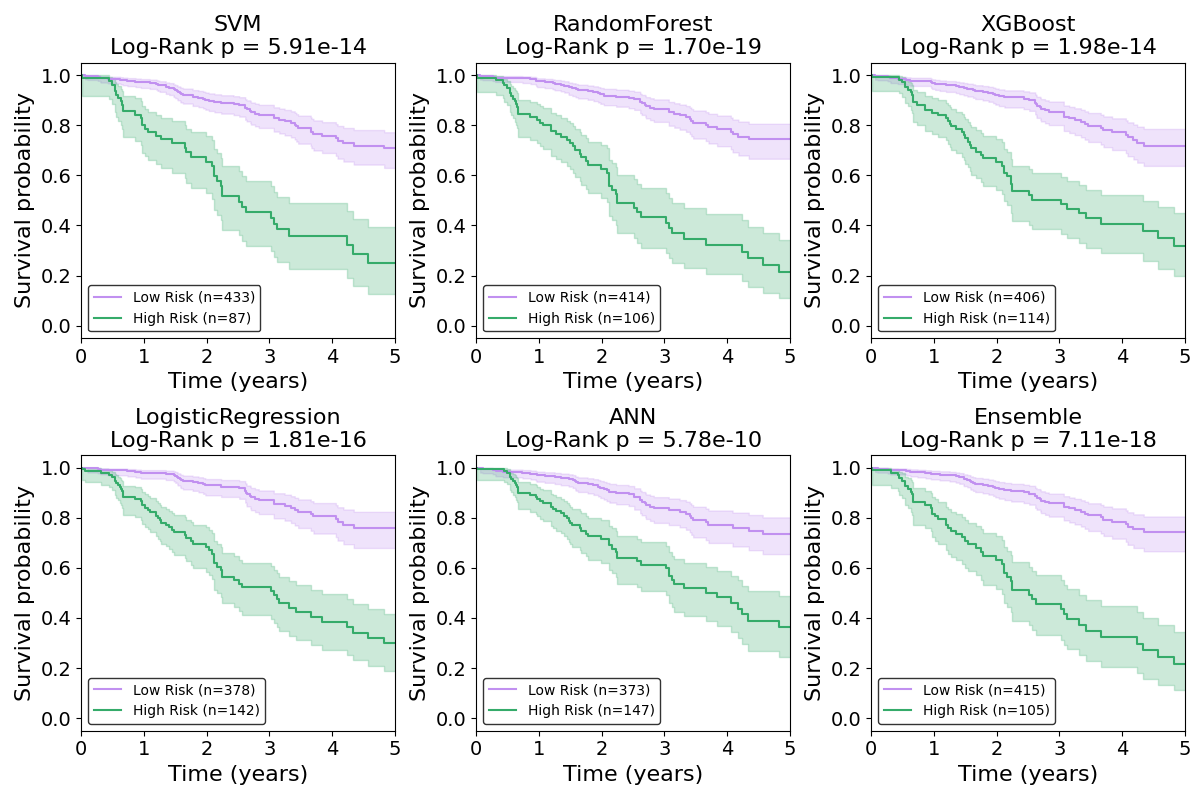 SVM
Log-Rank p = 5.91e-14
Survival probability
1.0
0.8
0.6
0.4
0.2
0.0
Low Risk (n=433)
High Risk (n=87)
0 1 2 3 4 5
Time (years)
RandomForest
Log-Rank p = 1.70e-19
Survival probability
1.0
0.8
0.6
0.4
0.2
0.0
Low Risk (n=414)
High Risk (n=106)
0 1 2 3 4 5
Time (years)
XGBoost
Log-Rank p = 1.98e-14
Survival probability
1.0
0.8
0.6
0.4
0.2
0.0
Low Risk (n=406)
High Risk (n=114)
0 1 2 3 4 5
Time (years)
LogisticRegression
Log-Rank p = 1.81e-16
Survival probability
1.0
0.8
0.6
0.4
0.2
0.0
Low Risk (n=378)
High Risk (n=142)
0 1 2 3 4 5
Time (years)
ANN
Log-Rank p = 5.78e-10
Survival probability
1.0
0.8
0.6
0.4
0.2
0.0
Low Risk (n=373)
High Risk (n=147)
0 1 2 3 4 5
Time (years)
Ensemble
Log-Rank p = 7.11e-18
Survival probability
1.0
0.8
0.6
0.4
0.2
0.0
Low Risk (n=415)
High Risk (n=105)
0 1 2 3 4 5
Time (years)